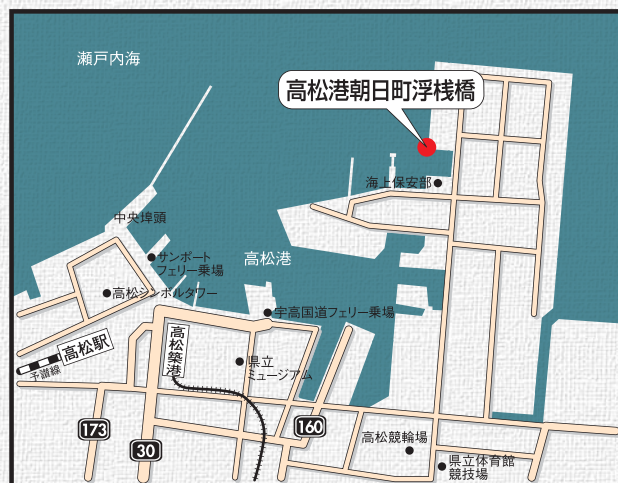 瀬戸内海
高松港朝日町浮桟橋
海上保安部
中央埠頭
サンポート
フェリー乗場
高松港
高松シンボルタワー
宇高国道フェリー乗場
高松駅
予讃線
高松築港
県立
ミュージアム
173
30
160
高松競輪場
県立体育館
競技場